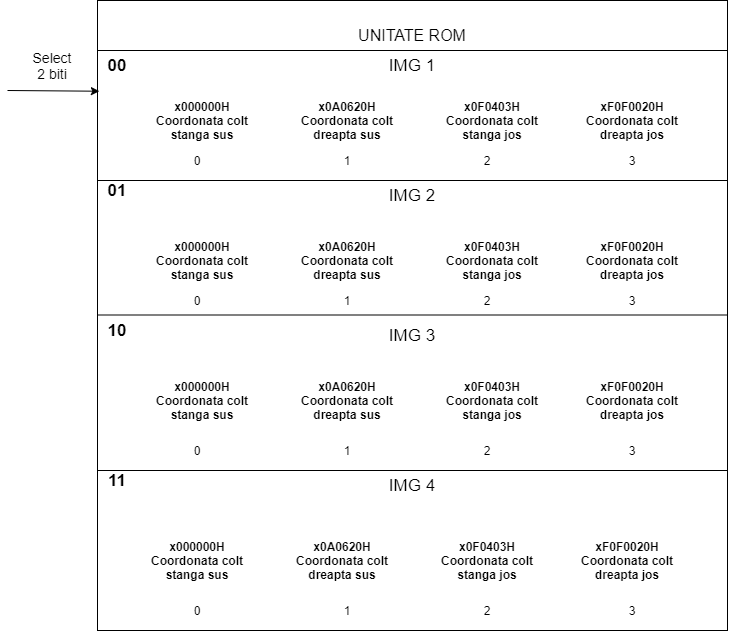 UNITATE ROM
Select
2 biti
00
IMG 1
x000000H x0A0620H x0F0403H xF0F0020H
Coordonata colt Coordonata colt Coordonata colt Coordonata colt
stanga sus dreapta sus stanga jos dreapta jos
0 1 2 3
01
IMG 2
x000000H x0A0620H x0F0403H xF0F0020H
Coordonata colt Coordonata colt Coordonata colt Coordonata colt
stanga sus dreapta sus stanga jos dreapta jos
0 1 2 3
10
IMG 3
x000000H x0A0620H x0F0403H xF0F0020H
Coordonata colt Coordonata colt Coordonata colt Coordonata colt
stanga sus dreapta sus stanga jos dreapta jos
0 1 2 3
11
IMG 4
x000000H x0A0620H x0F0403H xF0F0020H
Coordonata colt Coordonata colt Coordonata colt Coordonata colt
stanga sus dreapta sus stanga jos dreapta jos
0 1 2 3